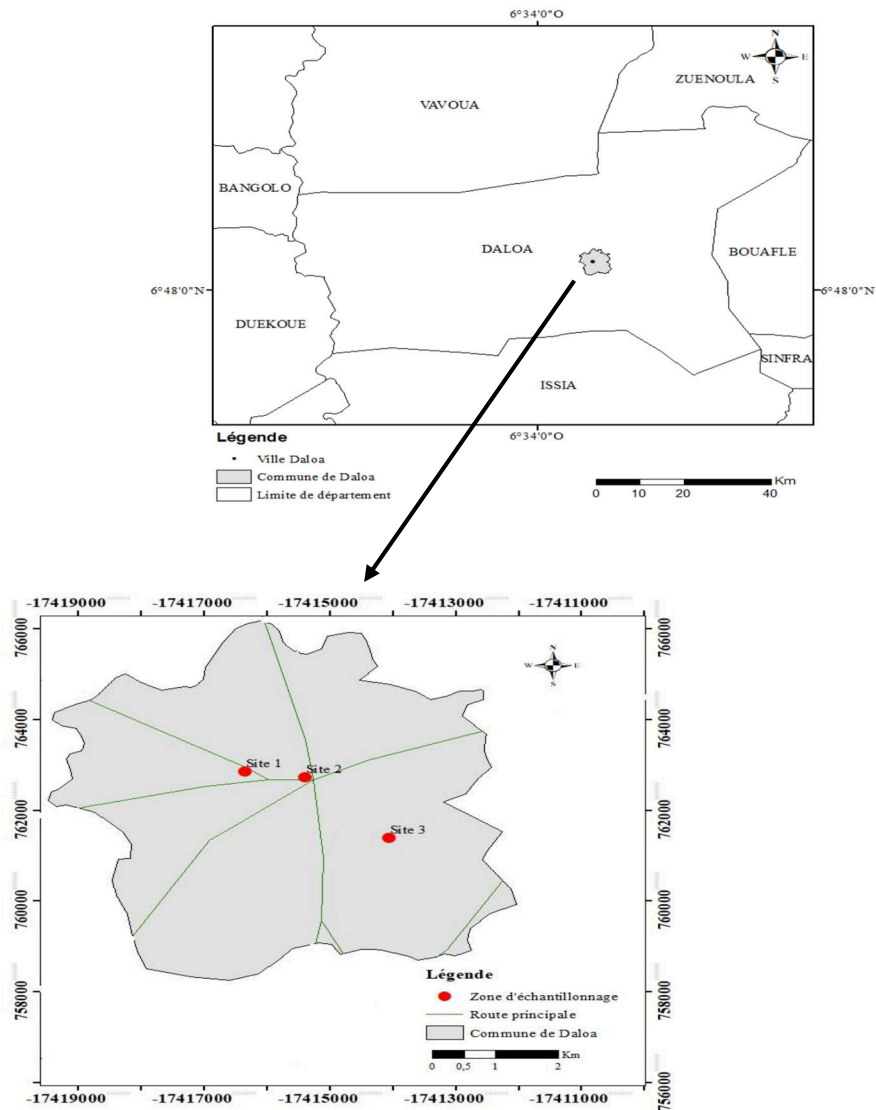 6°34'0"O
N
W E
S
ZUENOULA
VAVOUA
BANGOLO
DALOA
BOUAFLE
6°48'0"N
6°48'0"N
DUEKOUE
SINFRA
ISSIA
6°34'0"O
Légende
Ville Daloa
Commune de Daloa
Limite de département
Km
0 10 20 40
-17419000 -17417000 -17415000 -17413000 -17411000
766000
766000
N
W E
S
764000
764000
Site 1
Site 2
762000
762000
Site 3
760000
760000
Légende
Zone d'échantillonnage
Route principale
Commune de Daloa
Km
0 0,5 1 2
758000
758000
756000
-17419000 -17417000 -17415000 -17413000 -17411000